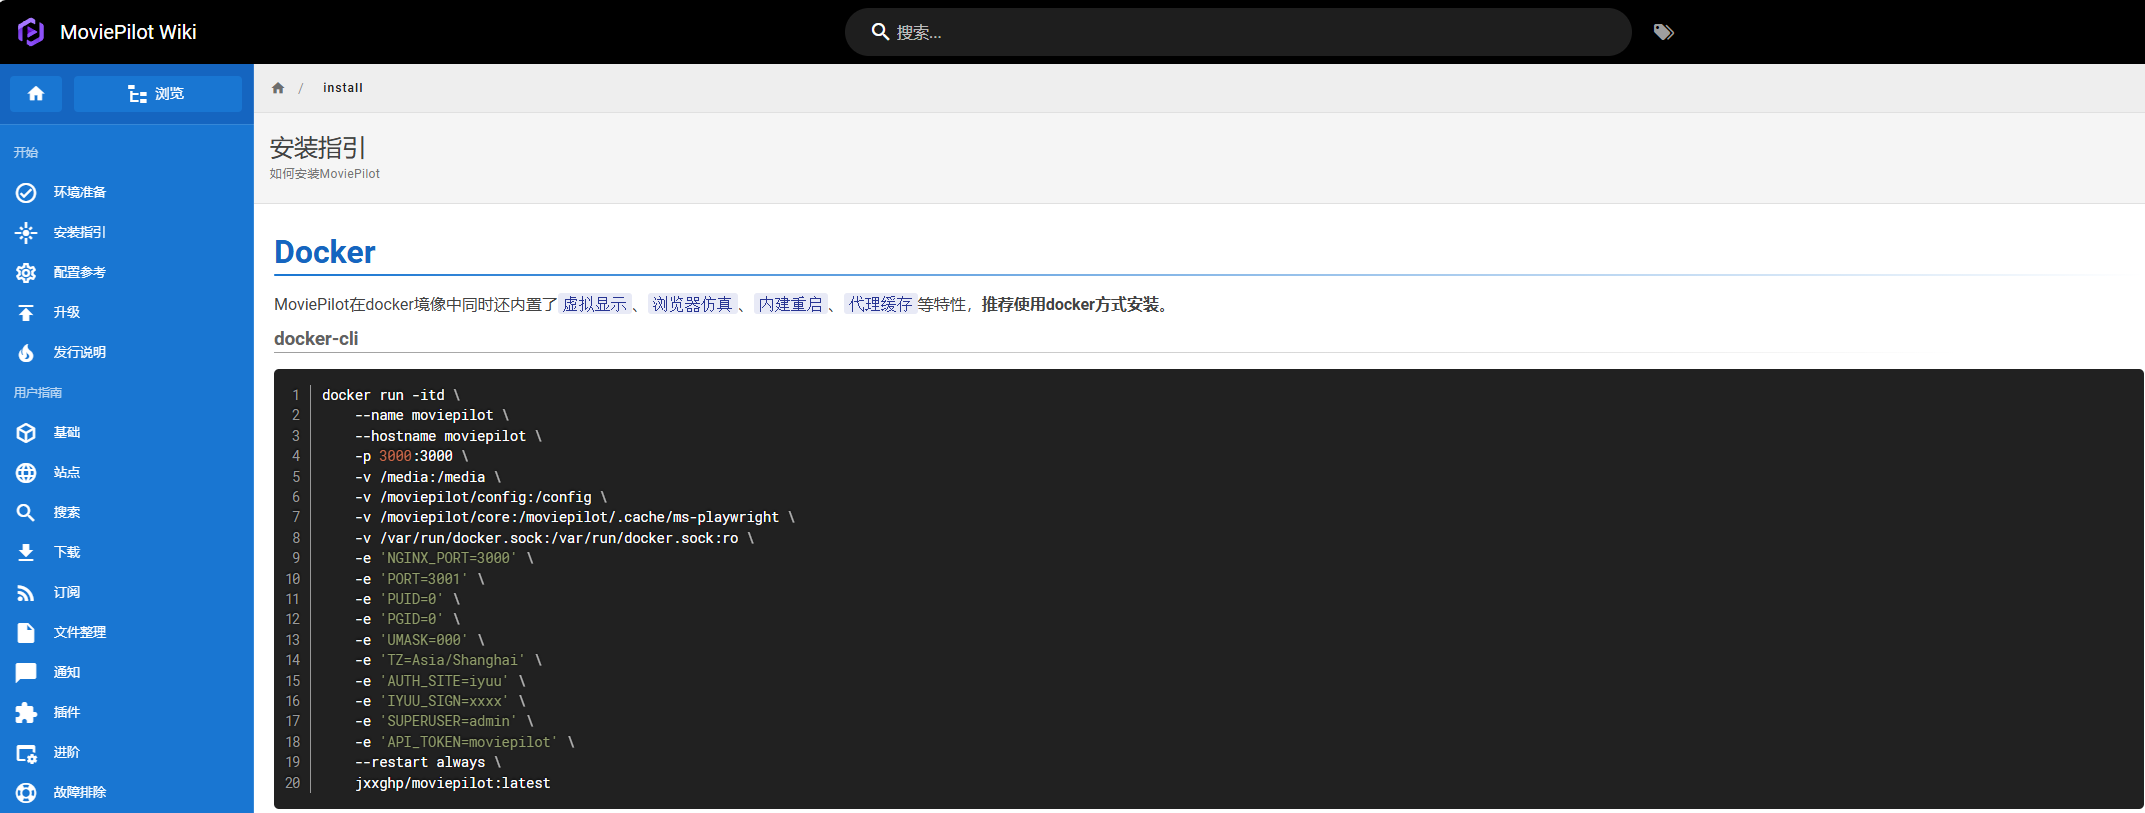 MoviePilot Wiki
搜索...
浏览
/ install
开始
环境准备
安装指引
配置参考
升级
发行说明
用户指南
基础
站点
搜索
下载
订阅
文件整理
通知
插件
进阶
故障排除
安装指引
如何安装MoviePilot
Docker
MoviePilot在docker境像中同时还内置了 虚拟显示 、 浏览器仿真 、 内建重启 、 代理缓存 等特性，推荐使用docker方式安装。
docker-cli
1 docker run -itd \
2 --name moviepilot \
3 --hostname moviepilot \
4 -p 3000:3000 \
5 -v /media:/media \
6 -v /moviepilot/config:/config \
7 -v /moviepilot/core:/moviepilot/.cache/ms-playwright \
8 -v /var/run/docker.sock:/var/run/docker.sock:ro \
9 -e 'NGINX_PORT=3000' \
10 -e 'PORT=3001' \
11 -e 'PUID=0' \
12 -e 'PGID=0' \
13 -e 'UMASK=000' \
14 -e 'TZ=Asia/Shanghai' \
15 -e 'AUTH_SITE=iyuu' \
16 -e 'IYUU_SIGN=xxxx' \
17 -e 'SUPERUSER=admin' \
18 -e 'API_TOKEN=moviepilot' \
19 --restart always \
20 jxxghp/moviepilot:latest